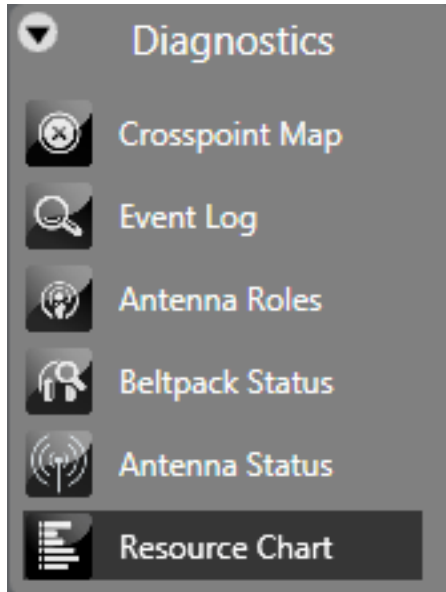 Diagnostics
Crosspoint Map
Event Log
Antenna Roles
Beltpack Status
Antenna Status
Resource Chart